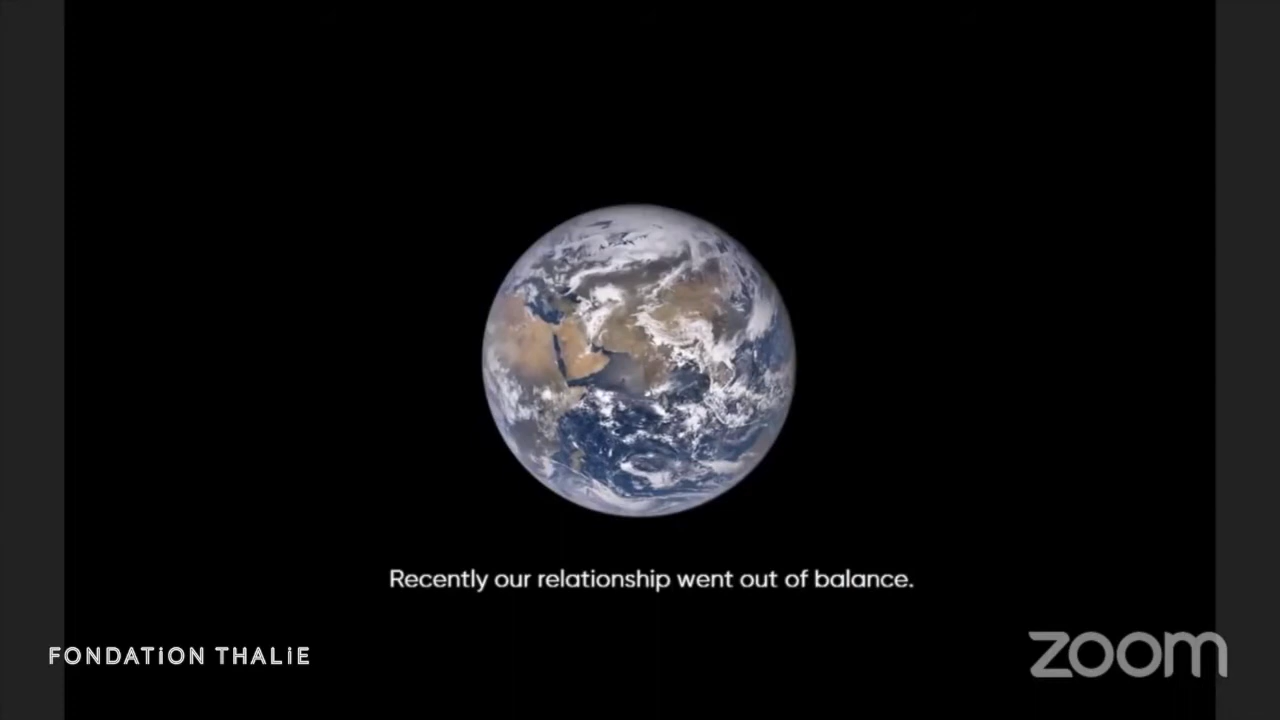 Recently our relationship went out of balance.
FONDATiON THALiE
zoom